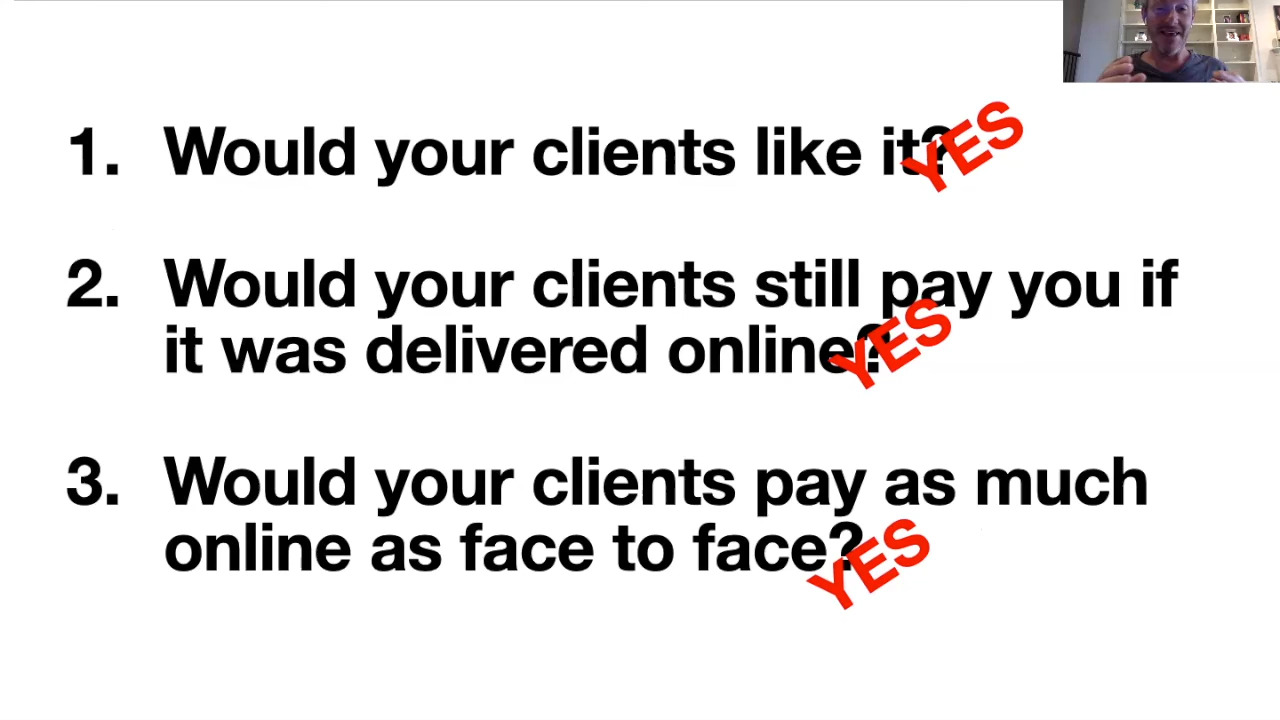 1. Would your clients like it?
YES
2. Would your clients still pay you if
it was delivered online?
YES
3. Would your clients pay as much
online as face to face?
YES